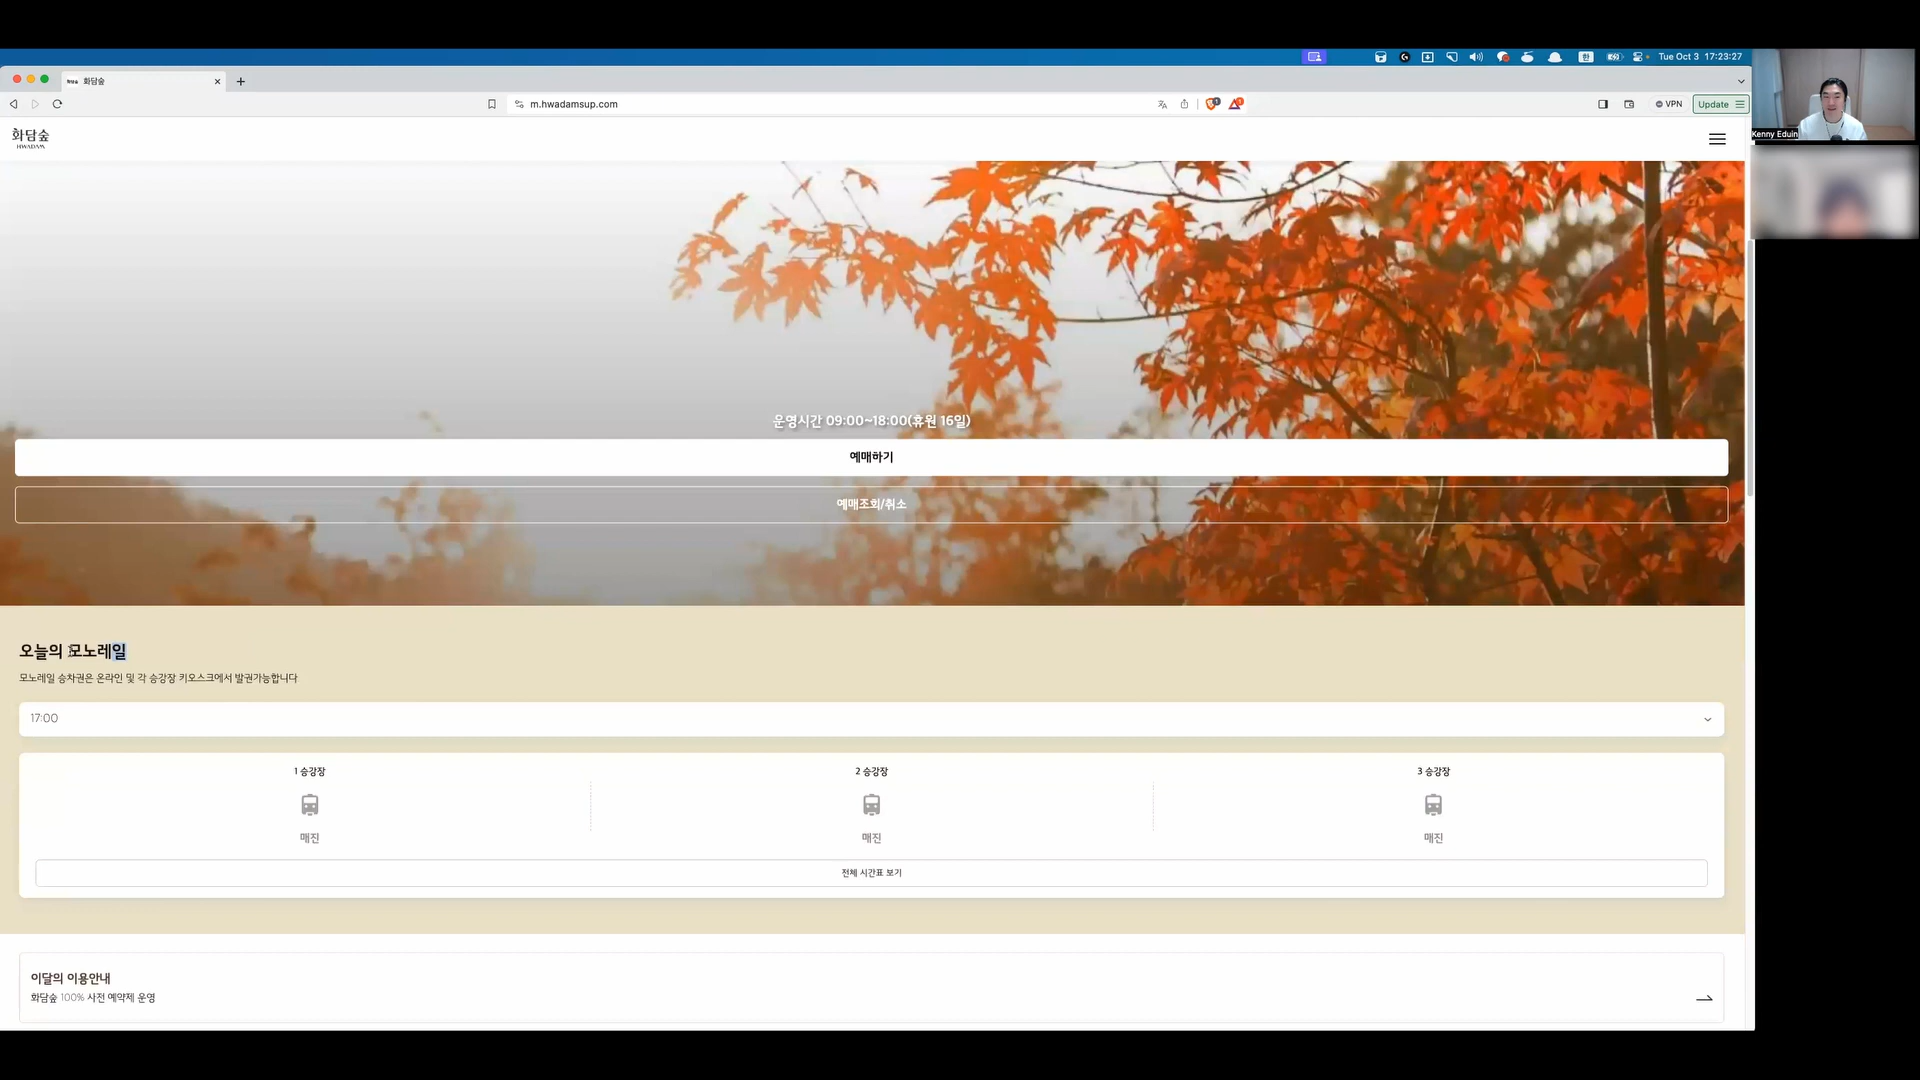 Tue Oct 3 17:23:27
화담숲
m.hwadamsup.com
VPN
Update
Kenny Eduin
화담숲
HWADAM
운영시간 09:00~18:00(휴원 16일)
예매하기
예매조회/취소
오늘의 모노레일
모노레일 승차권은 온라인 및 각 승강장 키오스크에서 발권가능합니다
17:00
1 승강장
2 승강장
3 승강장
매진
매진
매진
전체 시간표 보기
이달의 이용안내
화담숲 100% 사전 예약제 운영